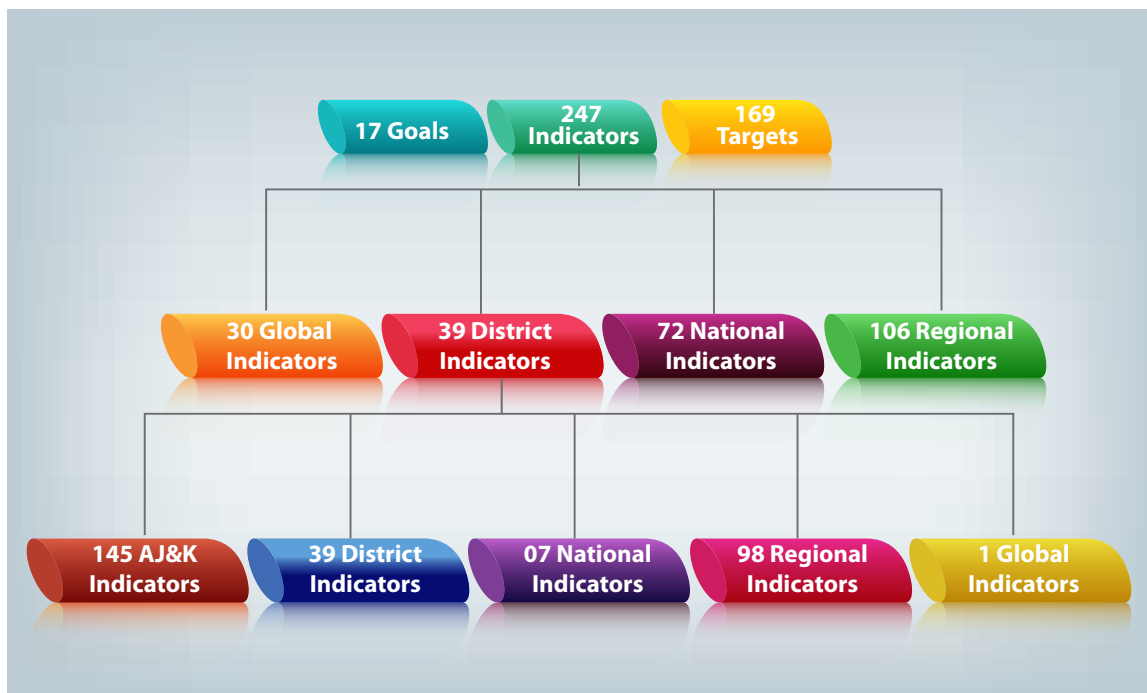 17 Goals
247
Indicators
169
Targets
30 Global
Indicators
39 District
Indicators
72 National
Indicators
106 Regional
Indicators
145 AJ&K
Indicators
39 District
Indicators
07 National
Indicators
98 Regional
Indicators
1 Global
Indicators